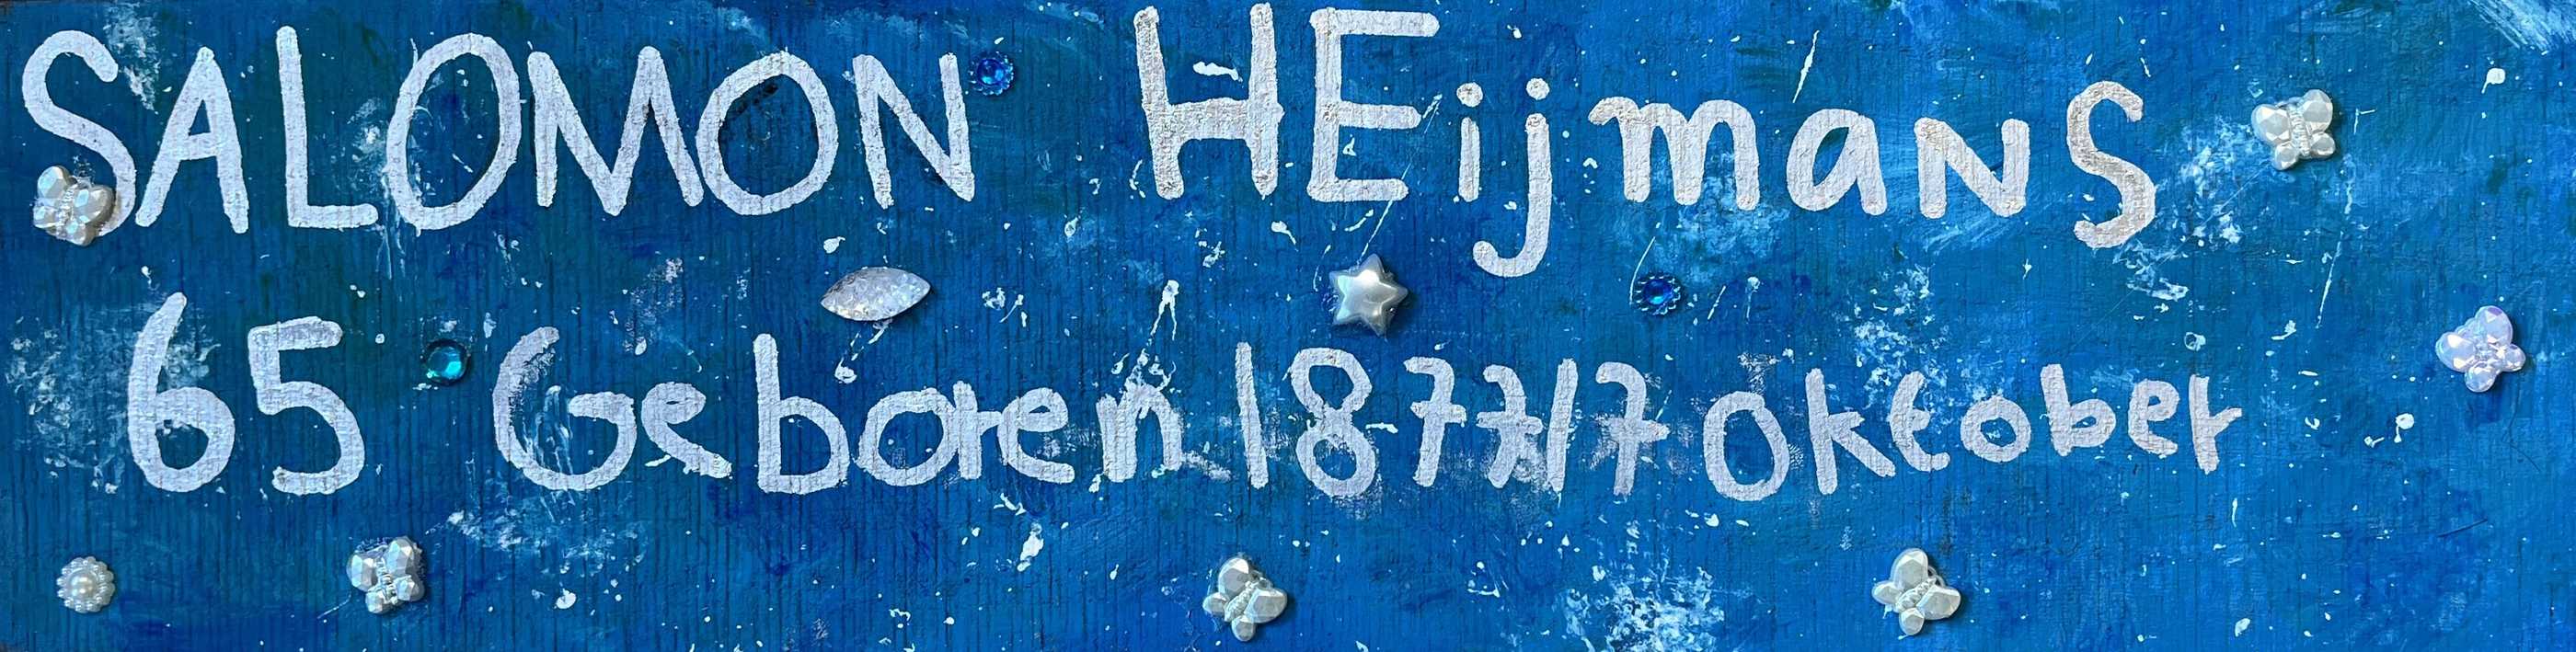 SALOMON HEijmans
65 Geboren 1877 17 Oktober